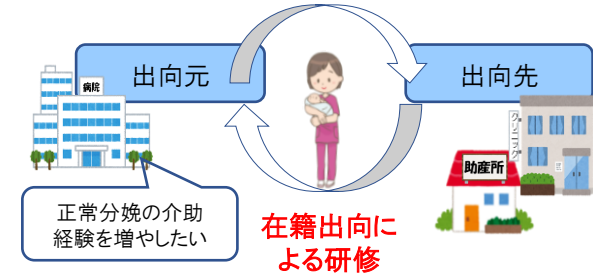 出向元
出向先
病院
クリニック
助産所
正常分娩の介助
経験を増やしたい
在籍出向に
よる研修